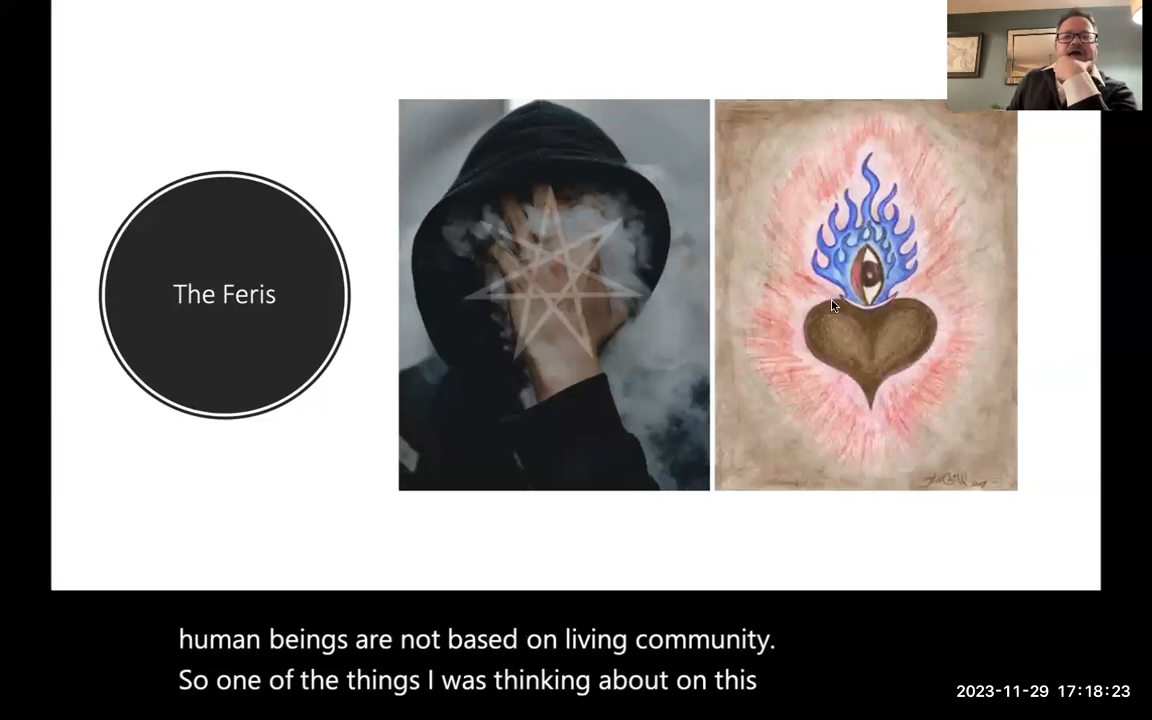 The Feris
human beings are not based on living community.
So one of the things I was thinking about on this
2023-11-29 17:18:23